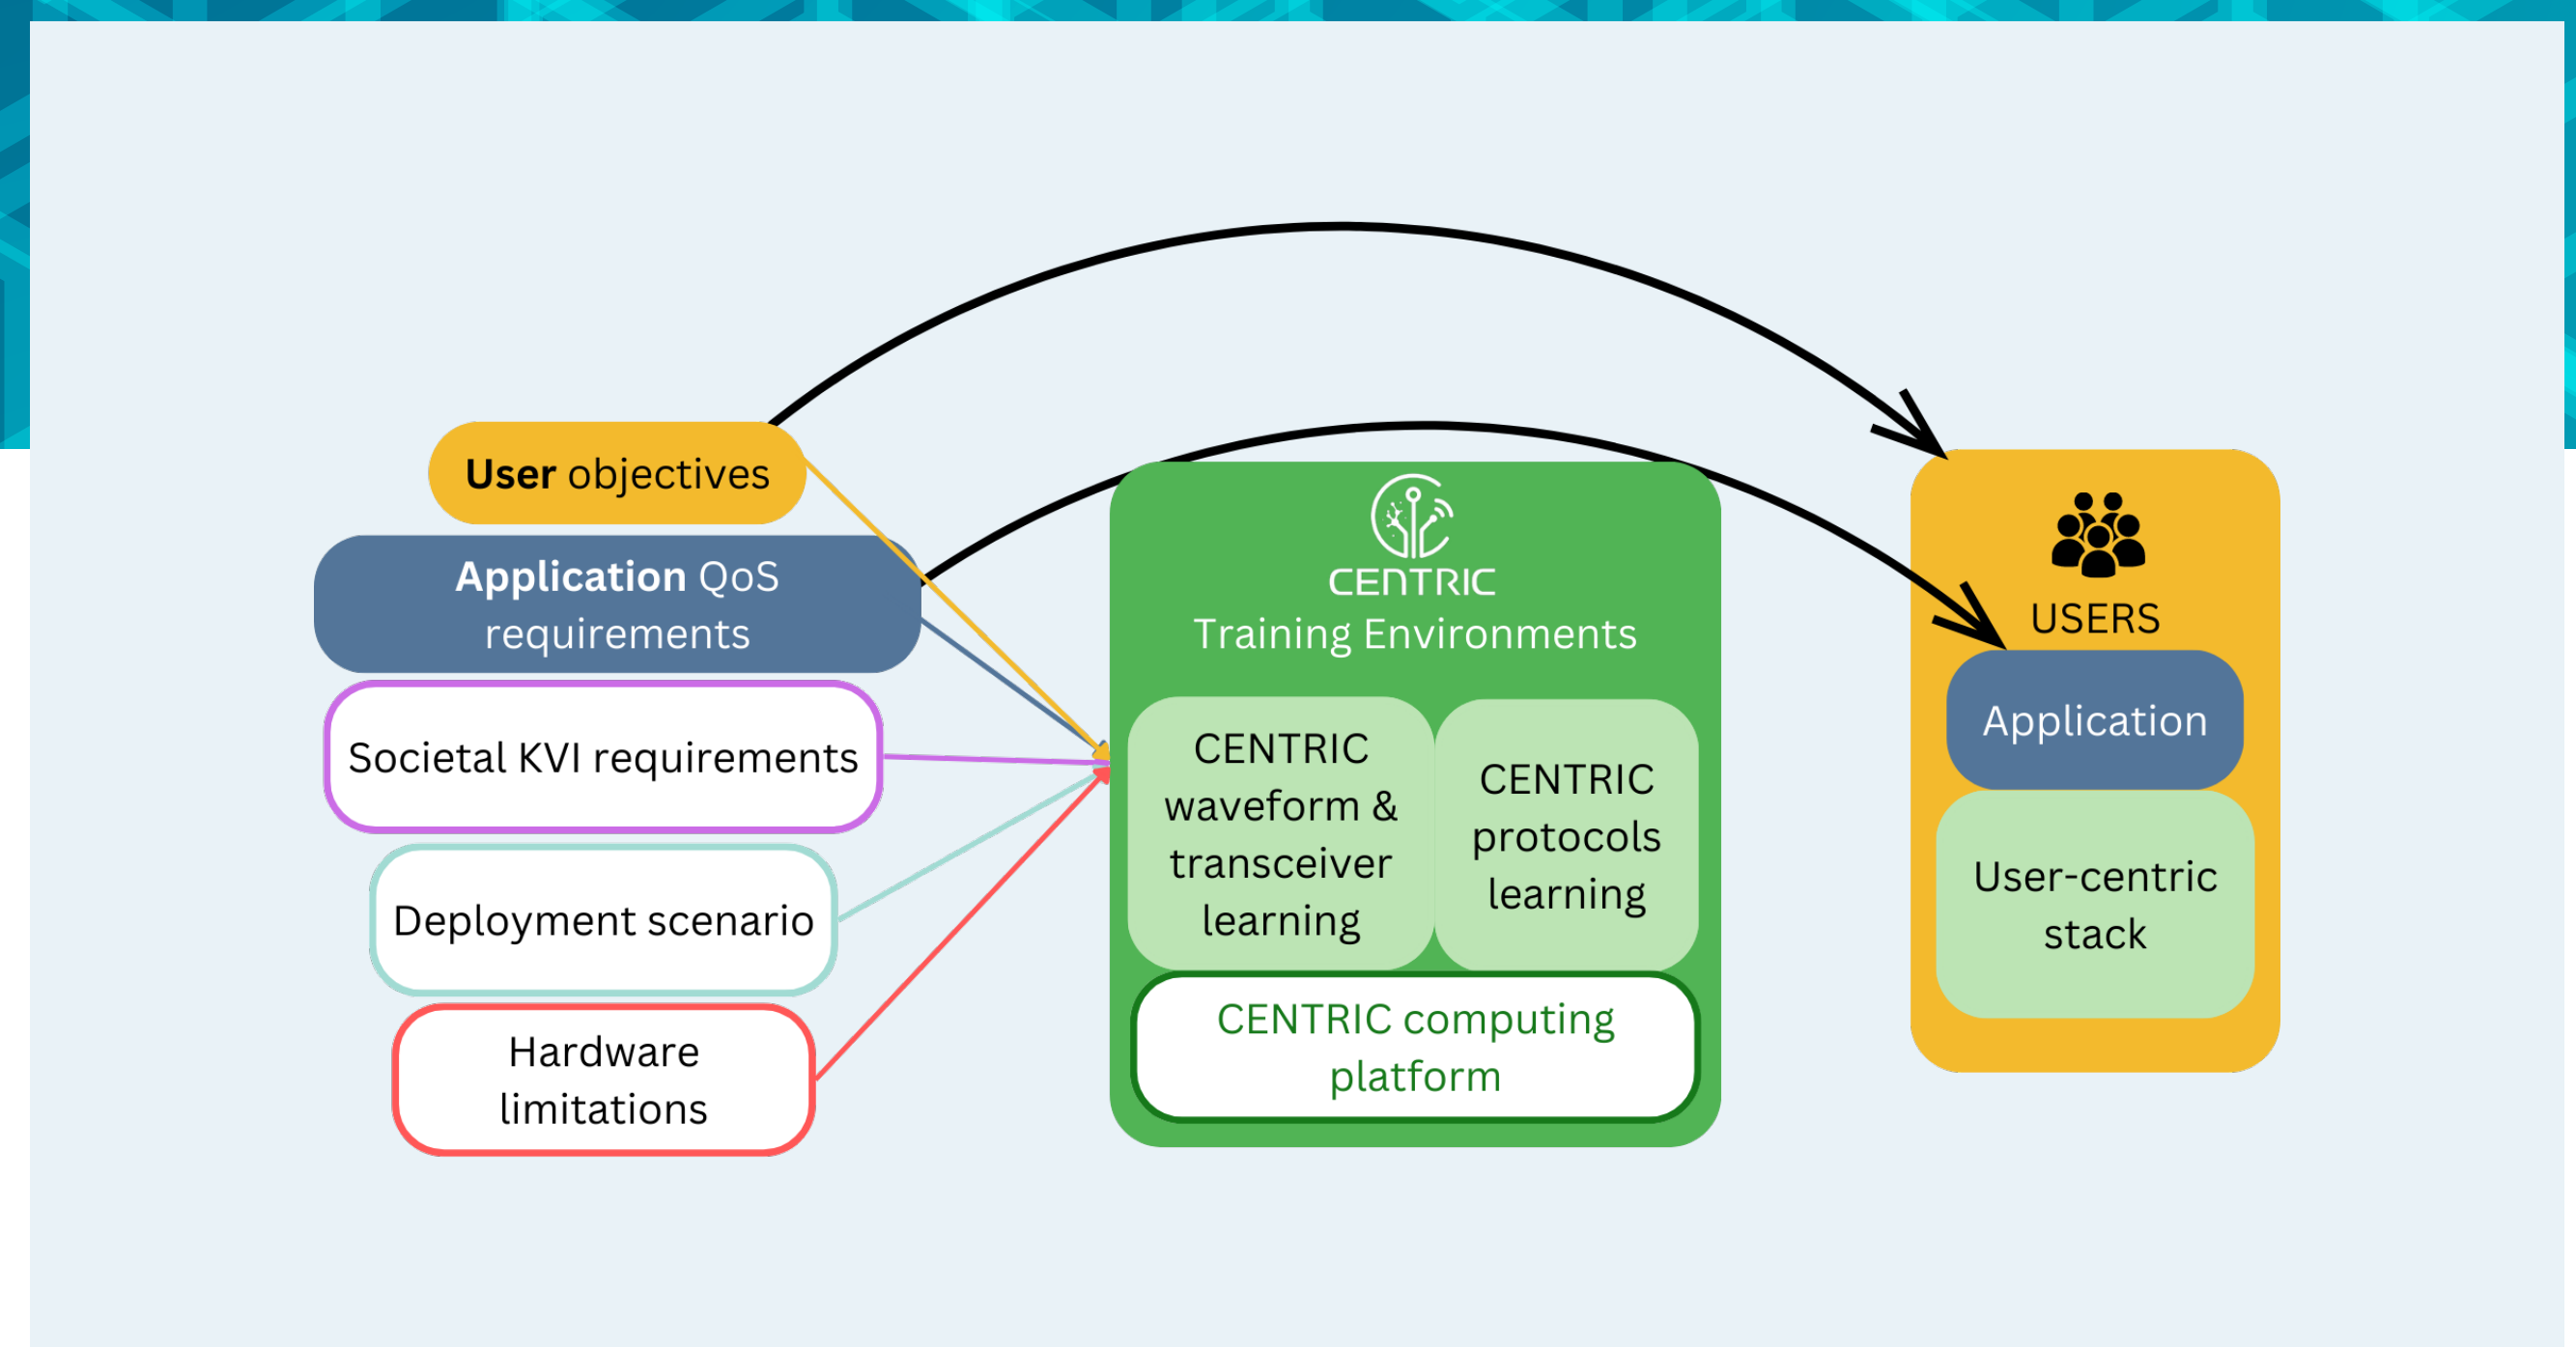 User objectives
Application QoS
requirements
Societal KVI requirements
Deployment scenario
Hardware
limitations
CENTRIC
Training Environments
CENTRIC
waveform &
transceiver
learning
CENTRIC
protocols
learning
CENTRIC computing
platform
USERS
Application
User-centric
stack